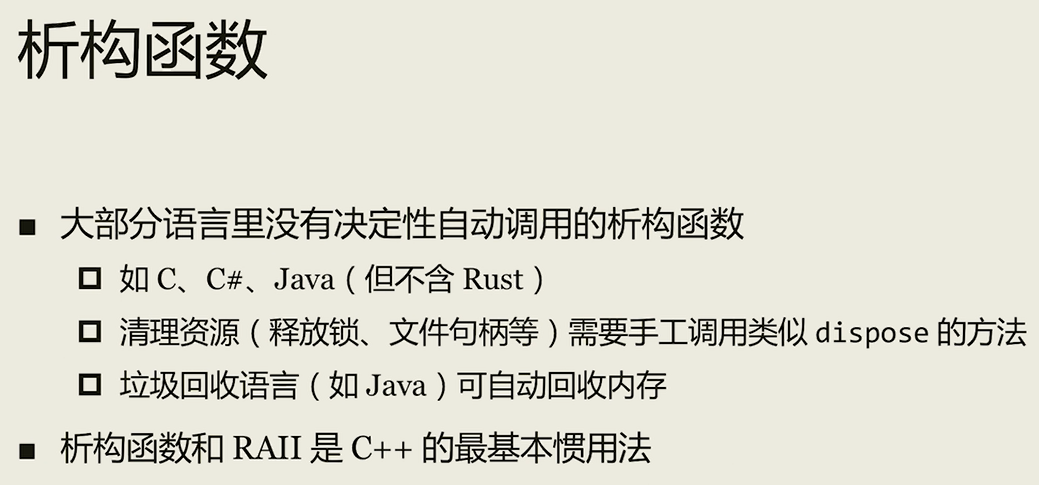 析构函数
大部分语言里没有决定性自动调用的析构函数
如 C、C#、Java（但不含 Rust）
清理资源（释放锁、文件句柄等）需要手工调用类似 dispose 的方法
垃圾回收语言（如 Java）可自动回收内存
析构函数和 RAII 是 C++ 的最基本惯用法